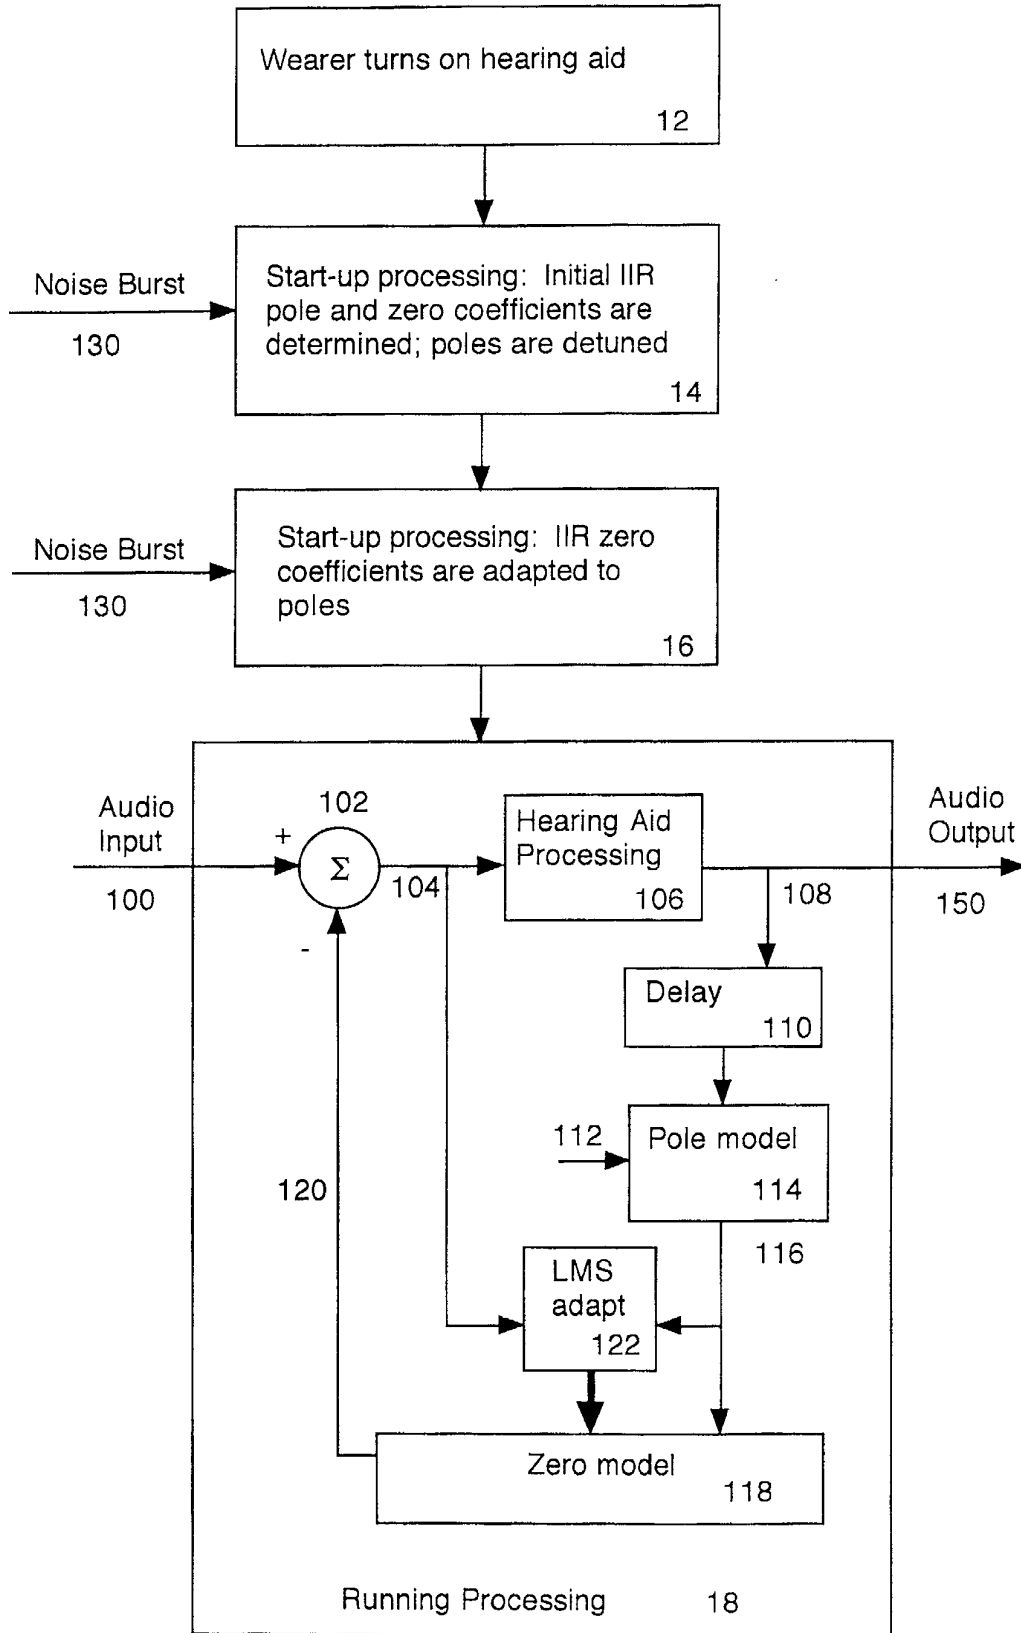 Wearer turns on hearing aid
12
Noise Burst
130
Start-up processing: Initial IIR
pole and zero coefficients are
determined; poles are detuned
14
Noise Burst
130
Start-up processing: IIR zero
coefficients are adapted to
poles
16
Audio
Input
100
+
102
Σ
-
104
Hearing Aid
Processing
106
108
Audio
Output
150
Delay
110
112
Pole model
114
116
120
LMS
adapt
122
Zero model
118
Running Processing 18